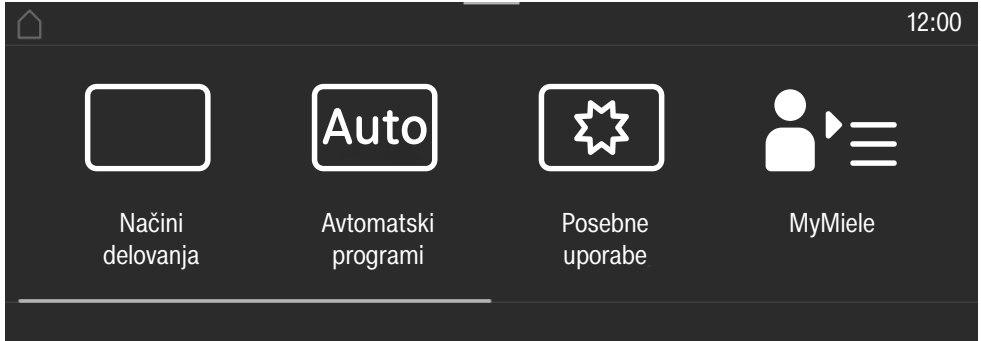 12:00
Auto
Načini
delovanja
Avtomatski
programi
Posebne
uporabe
MyMiele